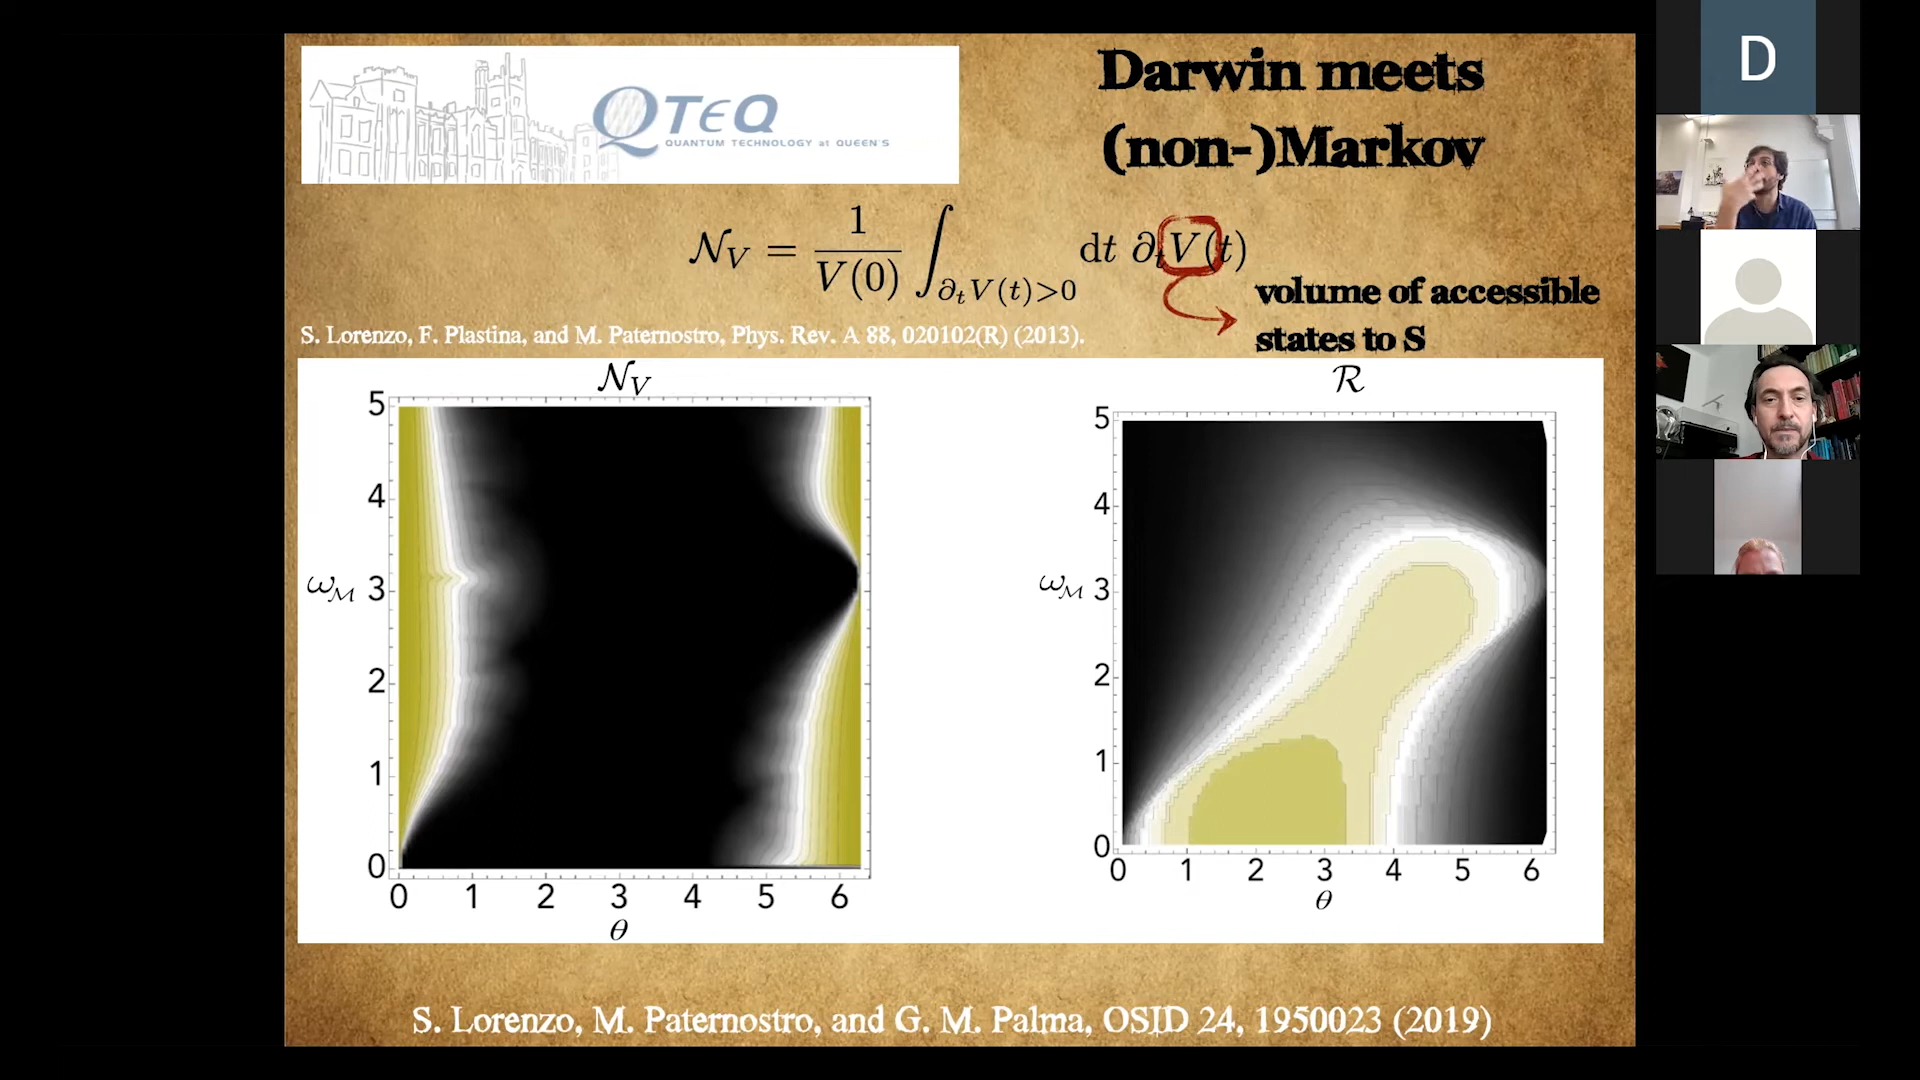 QTEQ
QUANTUM TECHNOLOGY at QUEEN'S
Darwin meets
(non-)Markov
𝒩_V = 1/V(0) ∫_{∂_t V(t)>0} dt ∂_t V(t)
volume of accessible
states to S
S. Lorenzo, F. Plastina, and M. Paternostro, Phys. Rev. A 88, 020102(R) (2013).
𝒩_V
5
4
ω_ℳ 3
2
1
0
0 1 2 3 4 5 6
θ
ℛ
5
4
ω_ℳ 3
2
1
0
0 1 2 3 4 5 6
θ
S. Lorenzo, M. Paternostro, and G. M. Palma, OSID 24, 1950023 (2019)
D